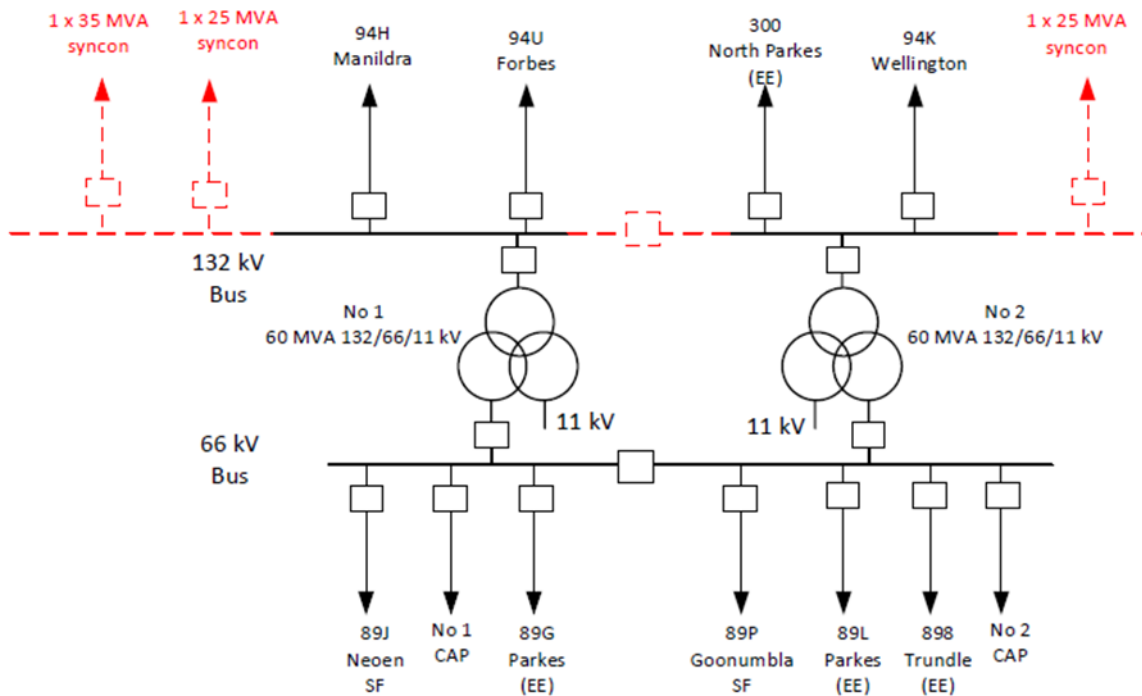 1 x 35 MVA
syncon
1 x 25 MVA
syncon
94H
Manildra
94U
Forbes
300
North Parkes
(EE)
94K
Wellington
1 x 25 MVA
syncon
132 kV
Bus
No 1
60 MVA 132/66/11 kV
No 2
60 MVA 132/66/11 kV
11 kV
11 kV
66 kV
Bus
89J
Neoen
SF
No 1
CAP
89G
Parkes
(EE)
89P
Goonumbla
SF
89L
Parkes
(EE)
898
Trundle
(EE)
No 2
CAP